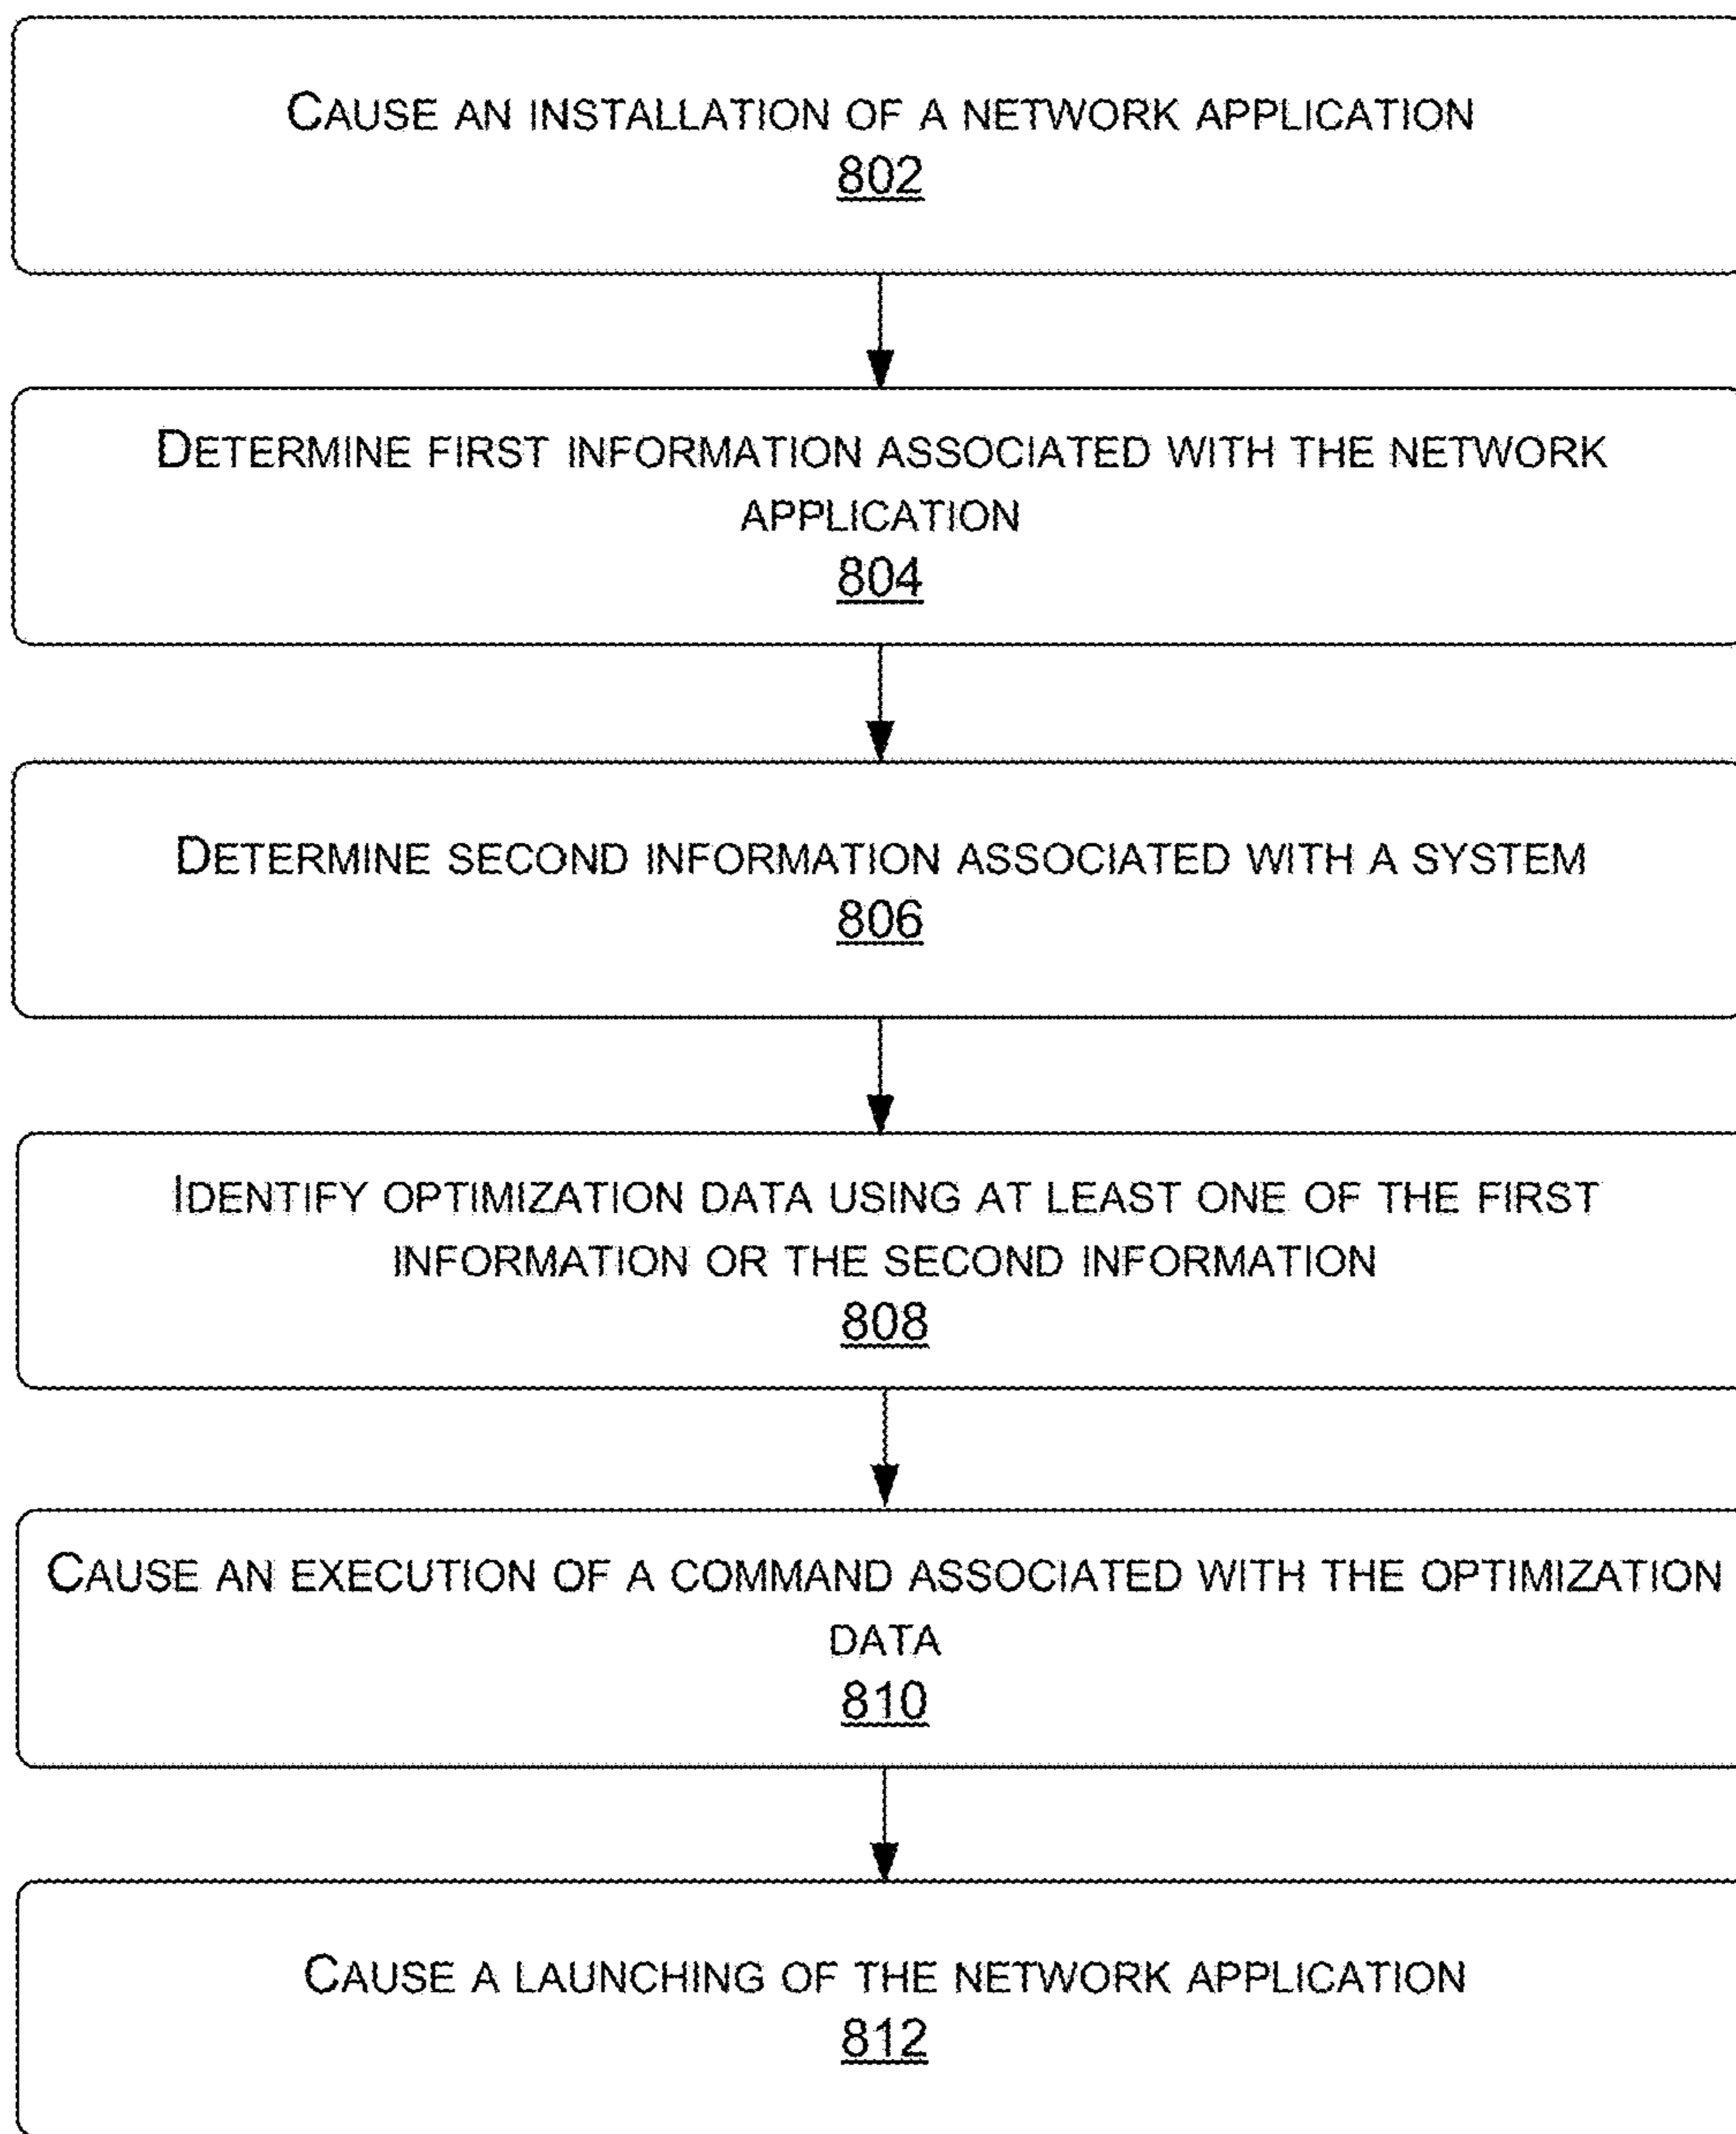 CAUSE AN INSTALLATION OF A NETWORK APPLICATION
802
DETERMINE FIRST INFORMATION ASSOCIATED WITH THE NETWORK
APPLICATION
804
DETERMINE SECOND INFORMATION ASSOCIATED WITH A SYSTEM
806
IDENTIFY OPTIMIZATION DATA USING AT LEAST ONE OF THE FIRST
INFORMATION OR THE SECOND INFORMATION
808
CAUSE AN EXECUTION OF A COMMAND ASSOCIATED WITH THE OPTIMIZATION
DATA
810
CAUSE A LAUNCHING OF THE NETWORK APPLICATION
812